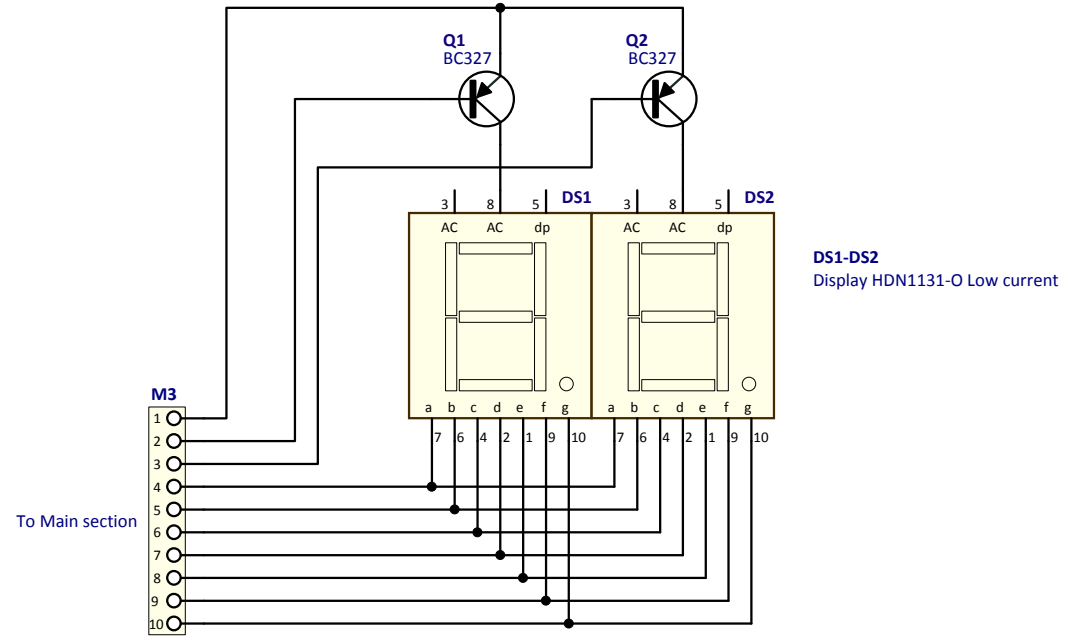 Q1
BC327
Q2
BC327
3 8 5 DS1
AC AC dp
3 8 5 DS2
AC AC dp
DS1-DS2
Display HDN1131-O Low current
a b c d e f g
a b c d e f g
7 6 4 2 1 9 10
7 6 4 2 1 9 10
M3
1
2
3
4
5
6
7
8
9
10
To Main section